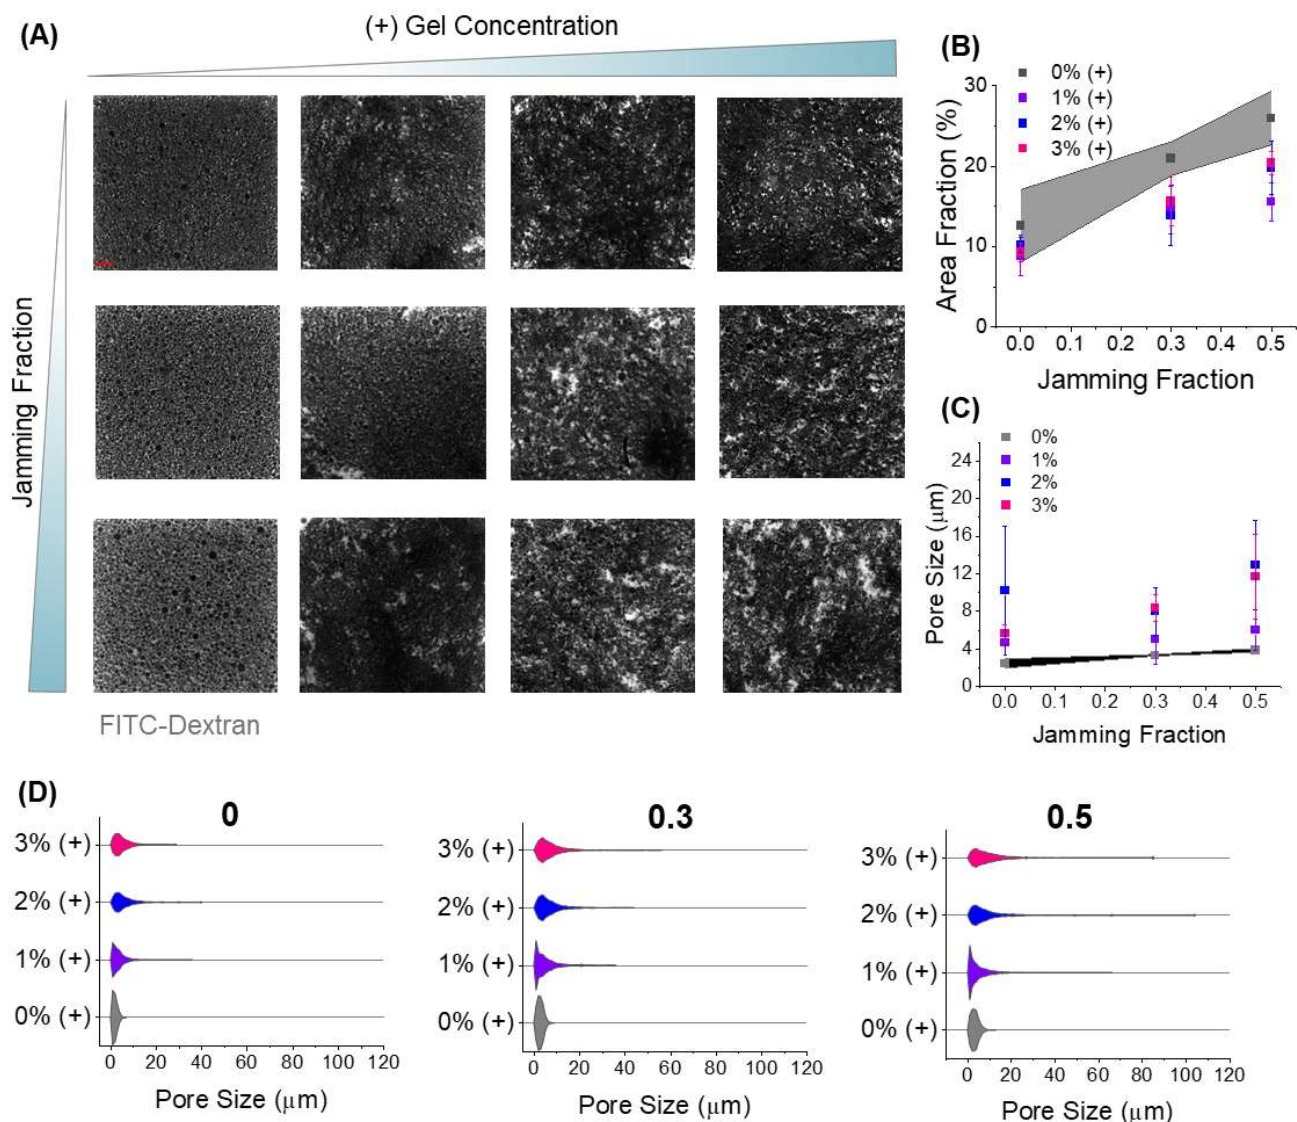 (A)
(+) Gel Concentration
Jamming Fraction
FITC-Dextran
(B)
0% (+)
1% (+)
2% (+)
3% (+)
30
20
10
0
Area Fraction (%)
0.0 0.1 0.2 0.3 0.4 0.5
Jamming Fraction
(C)
0%
1%
2%
3%
24
20
16
12
8
4
0
Pore Size (μm)
0.0 0.1 0.2 0.3 0.4 0.5
Jamming Fraction
(D)
0
3% (+)
2% (+)
1% (+)
0% (+)
0 20 40 60 80 100 120
Pore Size (μm)
0.3
3% (+)
2% (+)
1% (+)
0% (+)
0 20 40 60 80 100 120
Pore Size (μm)
0.5
3% (+)
2% (+)
1% (+)
0% (+)
0 20 40 60 80 100 120
Pore Size (μm)